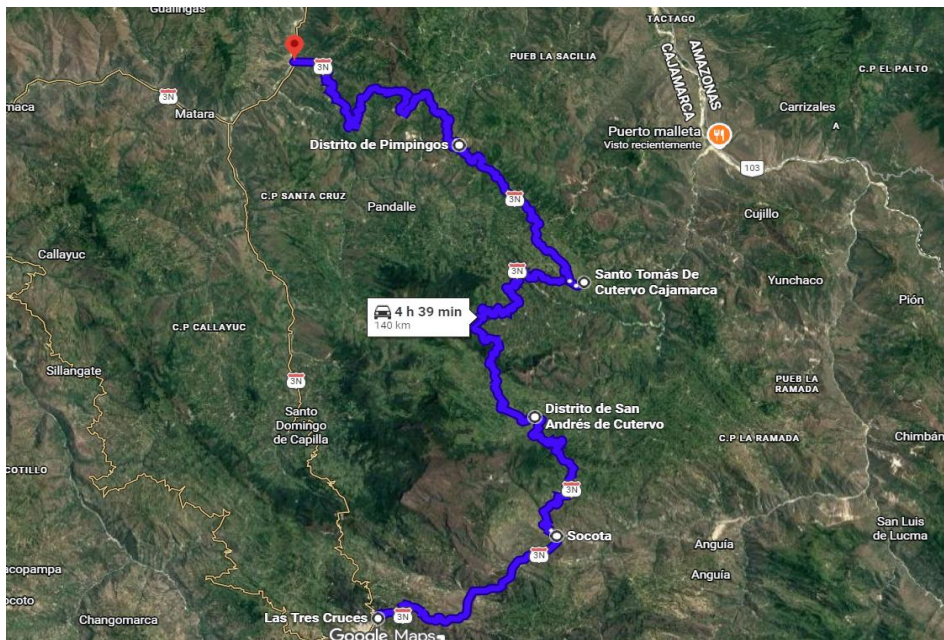 Gualingas
TACTAGO
AMAZONAS
CAJAMARCA
PUEB LA SACILIA
C.P EL PALTO
3N
3N
maca
Matara
Carrizales
Puerto malleta
Visto recientemente
Distrito de Pimpingos
103
C.P SANTA CRUZ
Pandalle
3N
Cujillo
Callayuc
3N
Santo Tomás De
Cutervo Cajamarca
Yunchaco
Pión
4 h 39 min
140 km
C.P CALLAYUC
Sillangate
3N
PUEB LA
RAMADA
Santo
Domingo
de Capilla
Distrito de San
Andrés de Cutervo
C.P LA RAMADA
Chimbán
COTILLO
3N
San Luis
de Lucma
Socota
Anguía
3N
acopampa
Anguía
ocoto
Changomarca
Las Tres Cruces
3N
Google Maps